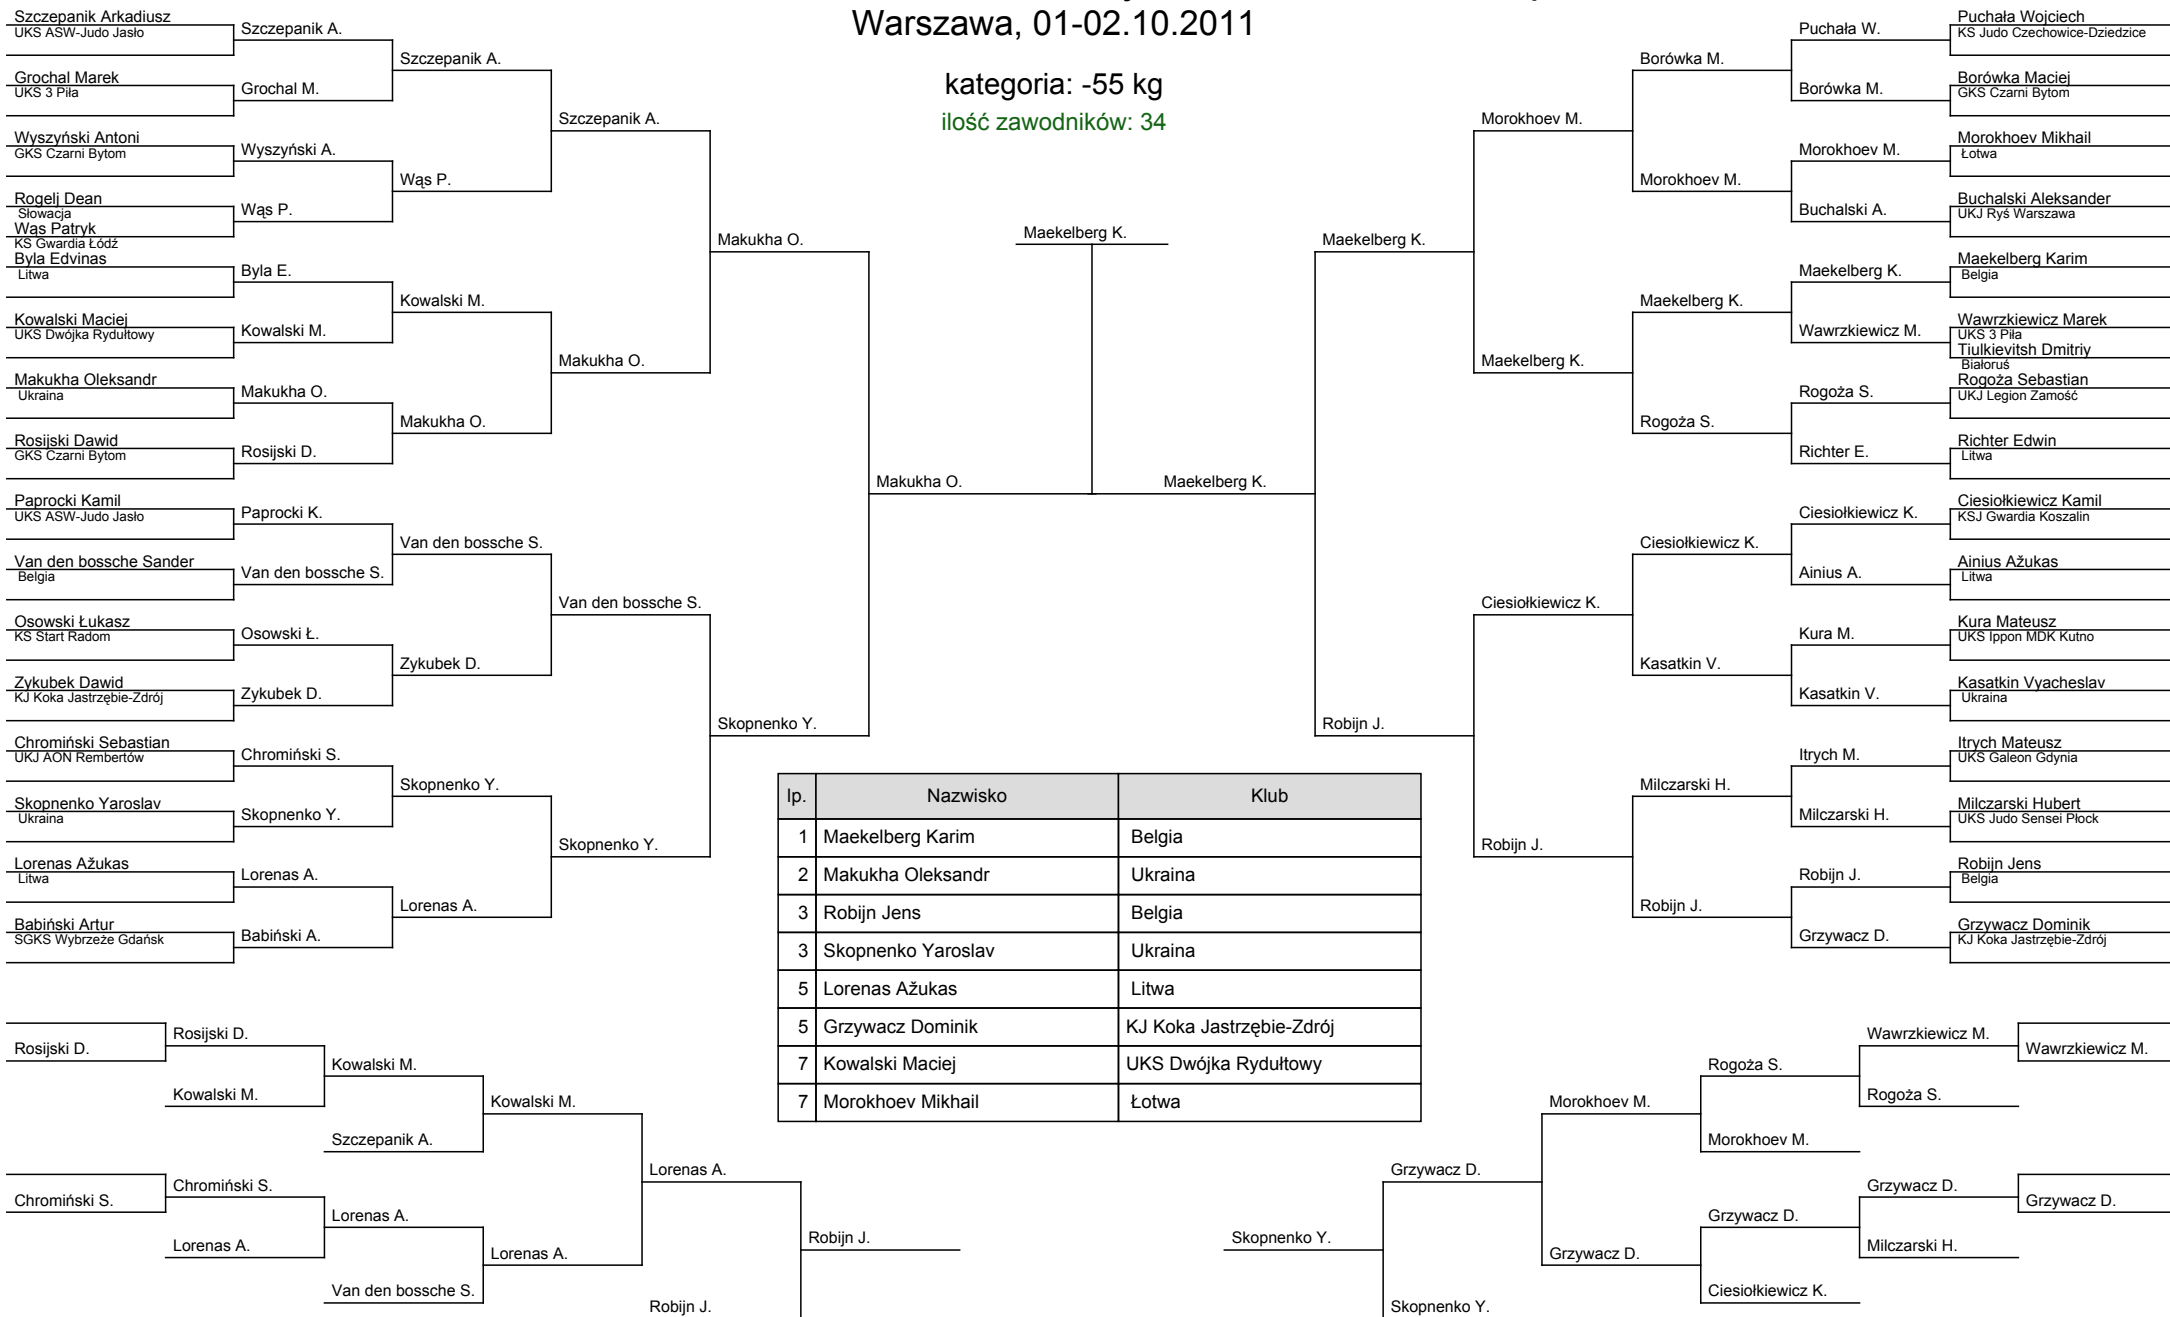 Warszawa, 01-02.10.2011
kategoria: -55 kg
ilość zawodników: 34
Szczepanik Arkadiusz
UKS ASW-Judo Jasło
Grochal Marek
UKS 3 Piła
Wyszyński Antoni
GKS Czarni Bytom
Rogelj Dean
Słowacja
Wąs Patryk
KS Gwardia Łódź
Byla Edvinas
Litwa
Kowalski Maciej
UKS Dwójka Rydułtowy
Makukha Oleksandr
Ukraina
Rosijski Dawid
GKS Czarni Bytom
Paprocki Kamil
UKS ASW-Judo Jasło
Van den bossche Sander
Belgia
Osowski Łukasz
KS Start Radom
Zykubek Dawid
KJ Koka Jastrzębie-Zdrój
Chromiński Sebastian
UKJ AON Rembertów
Skopnenko Yaroslav
Ukraina
Lorenas Ažukas
Litwa
Babiński Artur
SGKS Wybrzeże Gdańsk
Szczepanik A.
Grochal M.
Wyszyński A.
Wąs P.
Byla E.
Kowalski M.
Makukha O.
Rosijski D.
Paprocki K.
Van den bossche S.
Osowski Ł.
Zykubek D.
Chromiński S.
Skopnenko Y.
Lorenas A.
Babiński A.
Szczepanik A.
Wąs P.
Kowalski M.
Makukha O.
Van den bossche S.
Zykubek D.
Skopnenko Y.
Lorenas A.
Szczepanik A.
Makukha O.
Van den bossche S.
Skopnenko Y.
Makukha O.
Skopnenko Y.
Makukha O.
Maekelberg K.
Maekelberg K.
Maekelberg K.
Robijn J.
Morokhoev M.
Maekelberg K.
Ciesiołkiewicz K.
Robijn J.
Borówka M.
Morokhoev M.
Maekelberg K.
Rogoża S.
Ciesiołkiewicz K.
Kasatkin V.
Milczarski H.
Robijn J.
Puchała W.
Borówka M.
Morokhoev M.
Buchalski A.
Maekelberg K.
Wawrzkiewicz M.
Rogoża S.
Richter E.
Ciesiołkiewicz K.
Ainius A.
Kura M.
Kasatkin V.
Itrych M.
Milczarski H.
Robijn J.
Grzywacz D.
Puchała Wojciech
KS Judo Czechowice-Dziedzice
Borówka Maciej
GKS Czarni Bytom
Morokhoev Mikhail
Łotwa
Buchalski Aleksander
UKJ Ryś Warszawa
Maekelberg Karim
Belgia
Wawrzkiewicz Marek
UKS 3 Piła
Tiulkievitsh Dmitriy
Białoruś
Rogoża Sebastian
UKJ Legion Zamość
Richter Edwin
Litwa
Ciesiołkiewicz Kamil
KSJ Gwardia Koszalin
Ainius Ažukas
Litwa
Kura Mateusz
UKS Ippon MDK Kutno
Kasatkin Vyacheslav
Ukraina
Itrych Mateusz
UKS Galeon Gdynia
Milczarski Hubert
UKS Judo Sensei Płock
Robijn Jens
Belgia
Grzywacz Dominik
KJ Koka Jastrzębie-Zdrój
lp. Nazwisko Klub
1 Maekelberg Karim Belgia
2 Makukha Oleksandr Ukraina
3 Robijn Jens Belgia
3 Skopnenko Yaroslav Ukraina
5 Lorenas Ažukas Litwa
5 Grzywacz Dominik KJ Koka Jastrzębie-Zdrój
7 Kowalski Maciej UKS Dwójka Rydułtowy
7 Morokhoev Mikhail Łotwa
Rosijski D.
Chromiński S.
Rosijski D.
Kowalski M.
Chromiński S.
Lorenas A.
Kowalski M.
Szczepanik A.
Lorenas A.
Van den bossche S.
Kowalski M.
Lorenas A.
Lorenas A.
Robijn J.
Robijn J.
Skopnenko Y.
Grzywacz D.
Skopnenko Y.
Morokhoev M.
Grzywacz D.
Rogoża S.
Morokhoev M.
Grzywacz D.
Ciesiołkiewicz K.
Wawrzkiewicz M.
Rogoża S.
Grzywacz D.
Milczarski H.
Wawrzkiewicz M.
Grzywacz D.